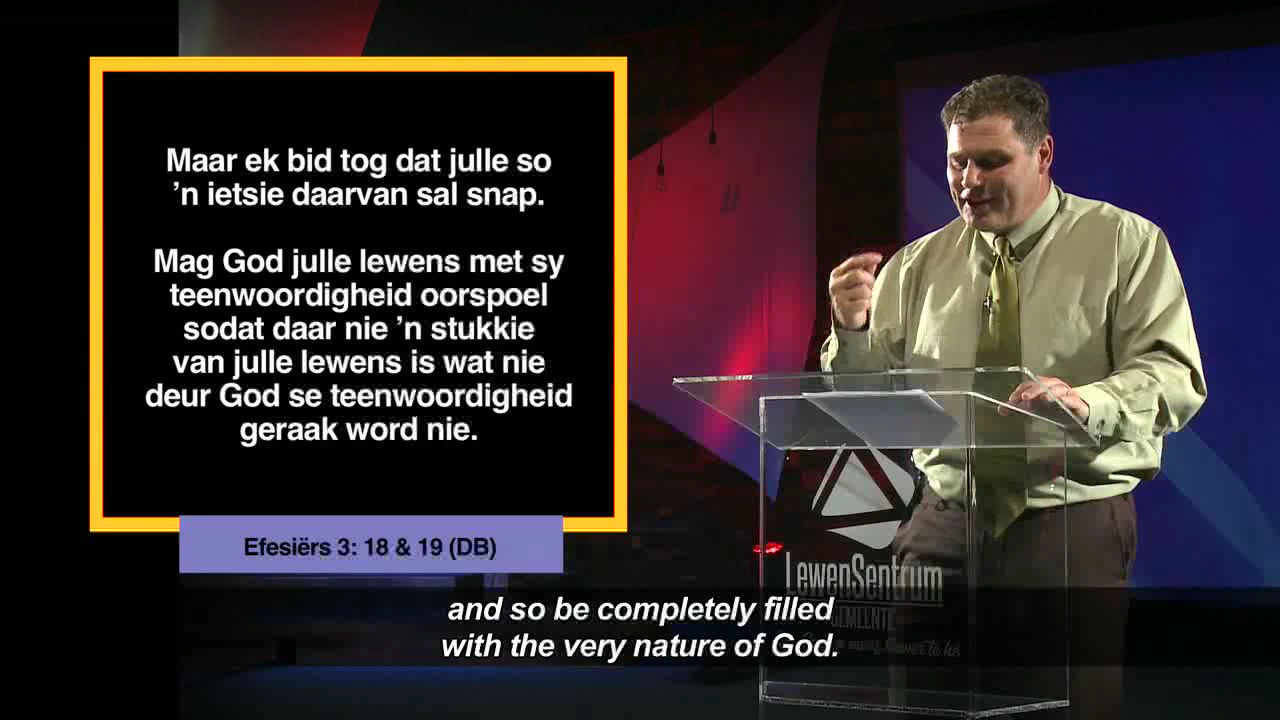 Maar ek bid tog dat julle so
’n ietsie daarvan sal snap.
Mag God julle lewens met sy
teenwoordigheid oorspoel
sodat daar nie ’n stukkie
van julle lewens is wat nie
deur God se teenwoordigheid
geraak word nie.
Efesiërs 3: 18 & 19 (DB)
LewenSentrum
GEMEENTE
and so be completely filled
with the very nature of God.